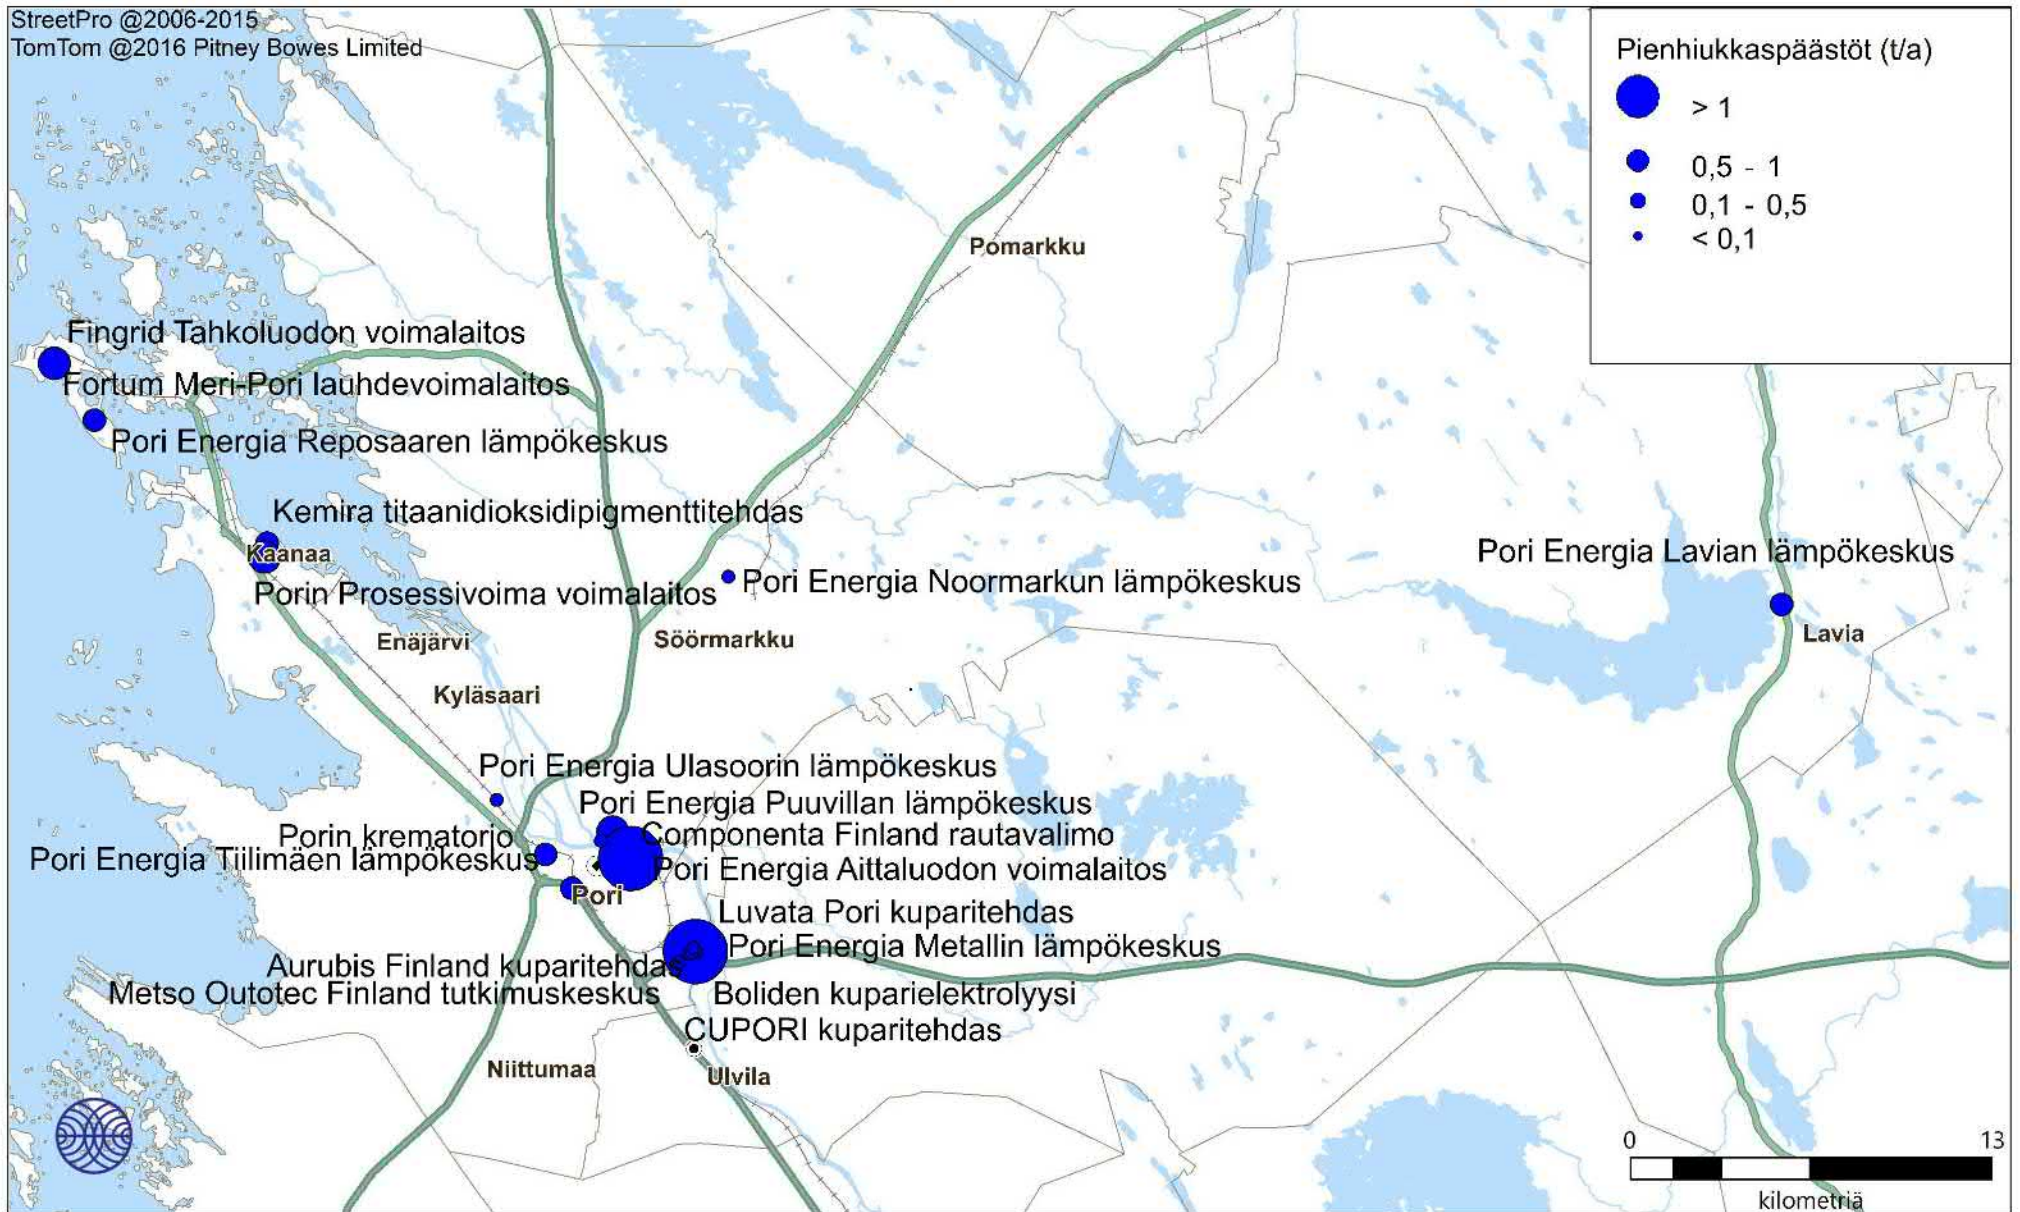 StreetPro @2006-2015
TomTom @2016 Pitney Bowes Limited
Pienhiukkaspäästöt (t/a)
> 1
0,5 - 1
0,1 - 0,5
< 0,1
Pomarkku
Fingrid Tahkoluodon voimalaitos
Fortum Meri-Pori lauhdevoimalaitos
Pori Energia Reposaaren lämpökeskus
Kemira titaanidioksidipigmenttitehdas
Kaanaa
Pori Energia Lavian lämpökeskus
Porin Prosessivoima voimalaitos
Pori Energia Noormarkun lämpökeskus
Enäjärvi
Söörmarkku
Lavia
Kyläsaari
Pori Energia Ulasoorin lämpökeskus
Pori Energia Puuvillan lämpökeskus
Porin krematorio
Componenta Finland rautavalimo
Pori Energia Tiilimäen lämpökeskus
Pori Energia Aittaluodon voimalaitos
Pori
Luvata Pori kuparitehdas
Pori Energia Metallin lämpökeskus
Aurubis Finland kuparitehdas
Metso Outotec Finland tutkimuskeskus
Boliden kuparielektrolyysi
CUPORI kuparitehdas
Niittumaa
Ulvila
0 13
kilometriä